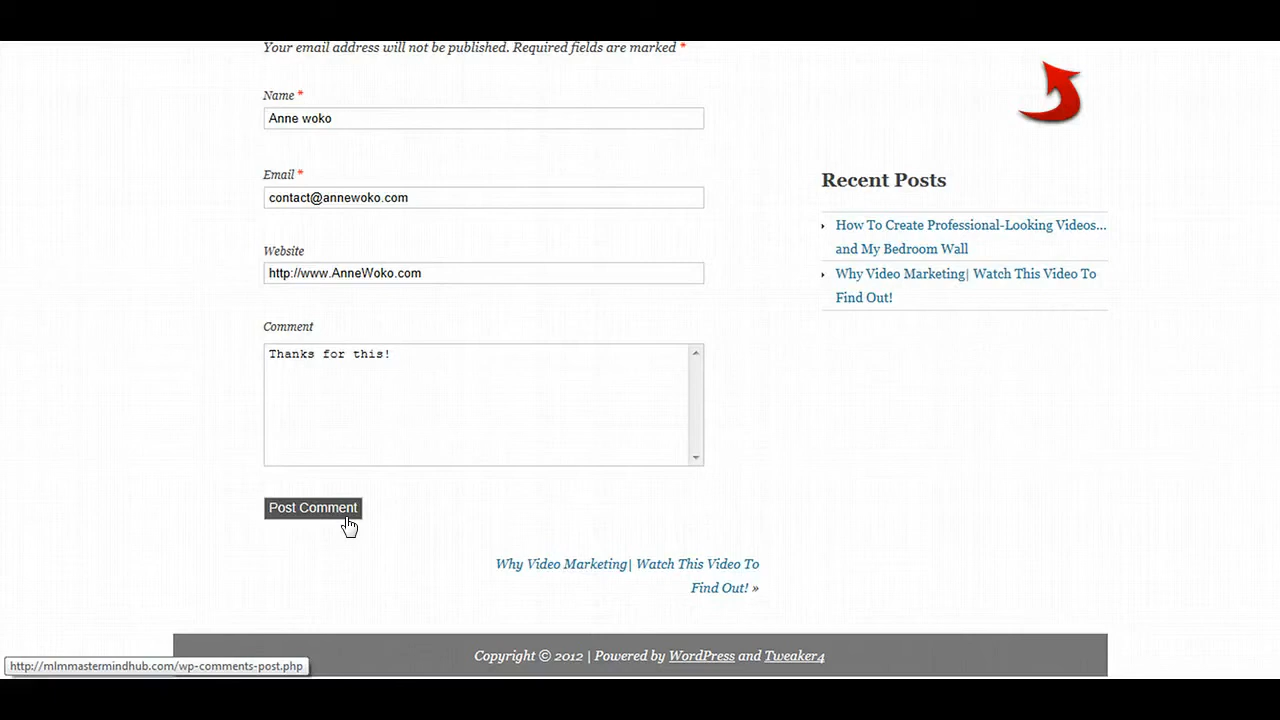 Your email address will not be published. Required fields are marked *
Name *
Anne woko
Email *
contact@annewoko.com
Website
http://www.AnneWoko.com
Comment
Thanks for this!
Post Comment
Why Video Marketing| Watch This Video To
Find Out! »
Recent Posts
How To Create Professional-Looking Videos...
and My Bedroom Wall
Why Video Marketing| Watch This Video To
Find Out!
Copyright © 2012 | Powered by WordPress and Tweaker4
http://mlmmastermindhub.com/wp-comments-post.php